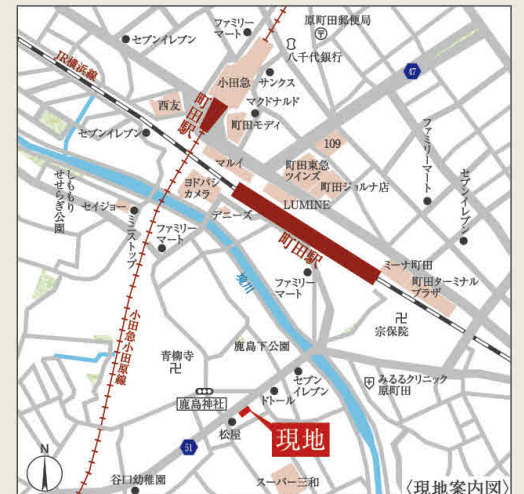 ファミリー
マート
原町田郵便局
〒
セブンイレブン
八千代銀行
JR横浜線
小田急
サンクス
47
西友
町田駅
マクドナルド
町田モディ
セブンイレブン
109
マルイ
町田東急
ツインズ
ファミリーマート
しももり
せせらぎ公園
ヨドバシ
カメラ
町田ジョルナ店
セブンイレブン
セイジョー
デニーズ
LUMINE
ミニストップ
ファミリー
マート
町田駅
ミーナ町田
境川
ファミリー
マート
町田ターミナル
プラザ
小田急小田原線
卍
宗保院
鹿島下公園
青柳寺
卍
セブン
イレブン
みるるクリニック
原町田
ドトール
鹿島神社
松屋
現地
51
N
谷口幼稚園
スーパー三和
〈現地案内図〉